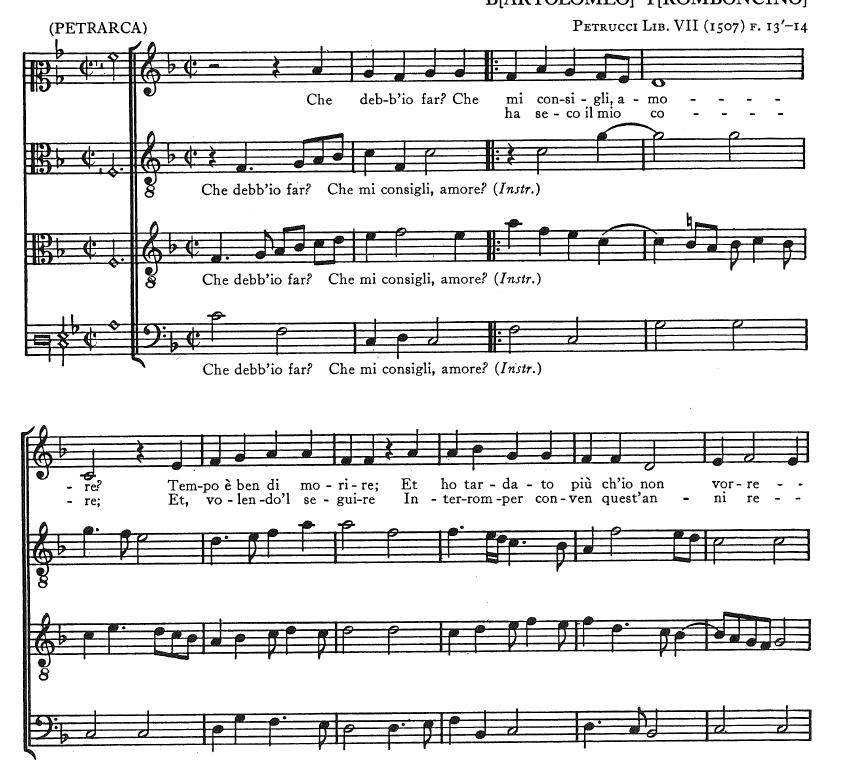 B[ARTOLOMEO] T[ROMBONCINO]
(PETRARCA)
PETRUCCI LIB. VII (1507) F. 13'–14
Che deb-b'io far? Che mi con-si-gli, a-mo - - - -
ha se-co il mio co - - - -
8
Che debb'io far? Che mi consigli, amore? (Instr.)
8
Che debb'io far? Che mi consigli, amore? (Instr.)
Che debb'io far? Che mi consigli, amore? (Instr.)
- re? Tem-po è ben di mo-ri-re; Et ho tar-da-to più ch'io non vor-re - -
- re; Et, vo-len-do'l se-gui-re In-ter-rom-per con-ven quest'an - ni re - -
8
8